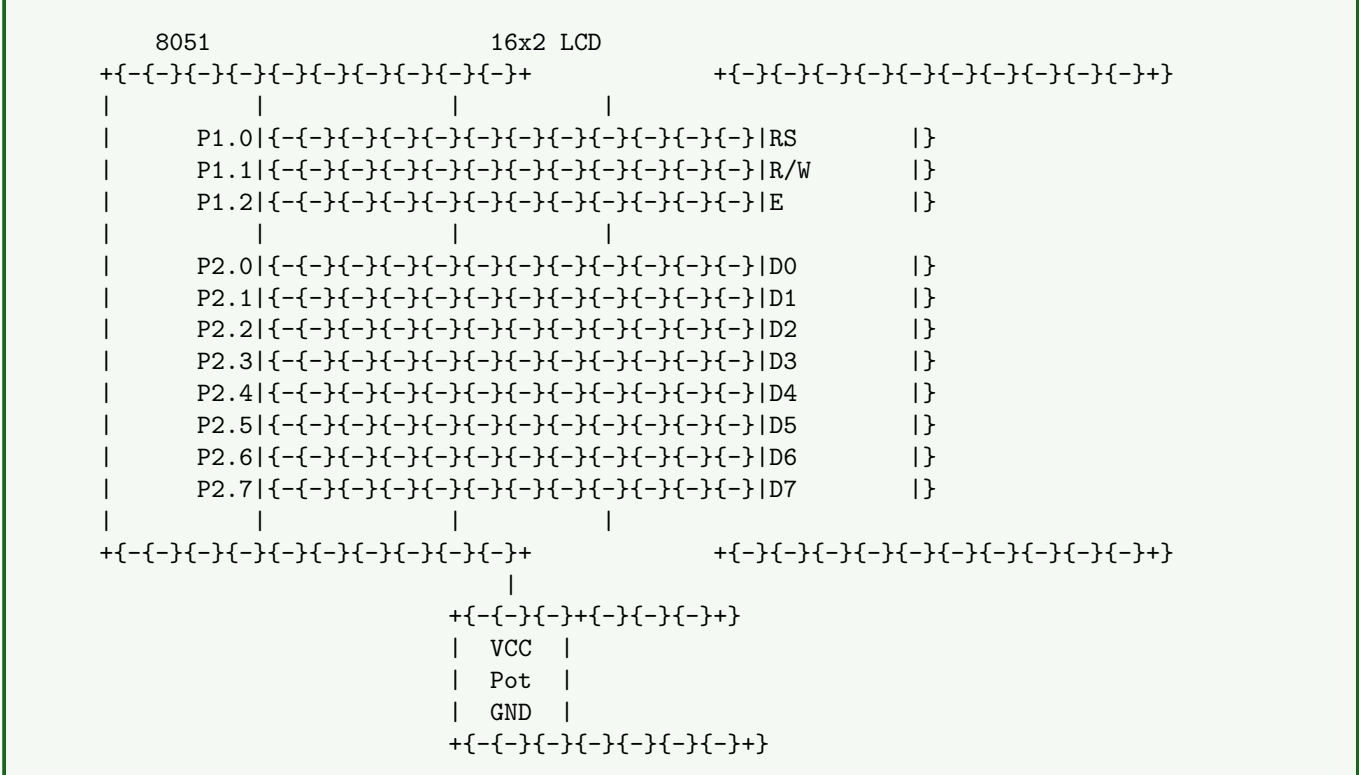 8051 16x2 LCD
+{-{-}{-}{-}{-}{-}{-}{-}{-}{-}+ +{-}{-}{-}{-}{-}{-}{-}{-}{-}{-}{-}+}
| | | |
| P1.0|{-{-}{-}{-}{-}{-}{-}{-}{-}{-}{-}{-}{-}|RS |}
| P1.1|{-{-}{-}{-}{-}{-}{-}{-}{-}{-}{-}{-}{-}|R/W |}
| P1.2|{-{-}{-}{-}{-}{-}{-}{-}{-}{-}{-}{-}{-}|E |}
| | | |
| P2.0|{-{-}{-}{-}{-}{-}{-}{-}{-}{-}{-}{-}{-}|D0 |}
| P2.1|{-{-}{-}{-}{-}{-}{-}{-}{-}{-}{-}{-}{-}|D1 |}
| P2.2|{-{-}{-}{-}{-}{-}{-}{-}{-}{-}{-}{-}{-}|D2 |}
| P2.3|{-{-}{-}{-}{-}{-}{-}{-}{-}{-}{-}{-}{-}|D3 |}
| P2.4|{-{-}{-}{-}{-}{-}{-}{-}{-}{-}{-}{-}{-}|D4 |}
| P2.5|{-{-}{-}{-}{-}{-}{-}{-}{-}{-}{-}{-}{-}|D5 |}
| P2.6|{-{-}{-}{-}{-}{-}{-}{-}{-}{-}{-}{-}{-}|D6 |}
| P2.7|{-{-}{-}{-}{-}{-}{-}{-}{-}{-}{-}{-}{-}|D7 |}
| | | |
+{-{-}{-}{-}{-}{-}{-}{-}{-}{-}+ +{-}{-}{-}{-}{-}{-}{-}{-}{-}{-}{-}+}
|
+{-{-}{-}+{-}{-}{-}+}
| VCC |
| Pot |
| GND |
+{-{-}{-}{-}{-}{-}{-}+}